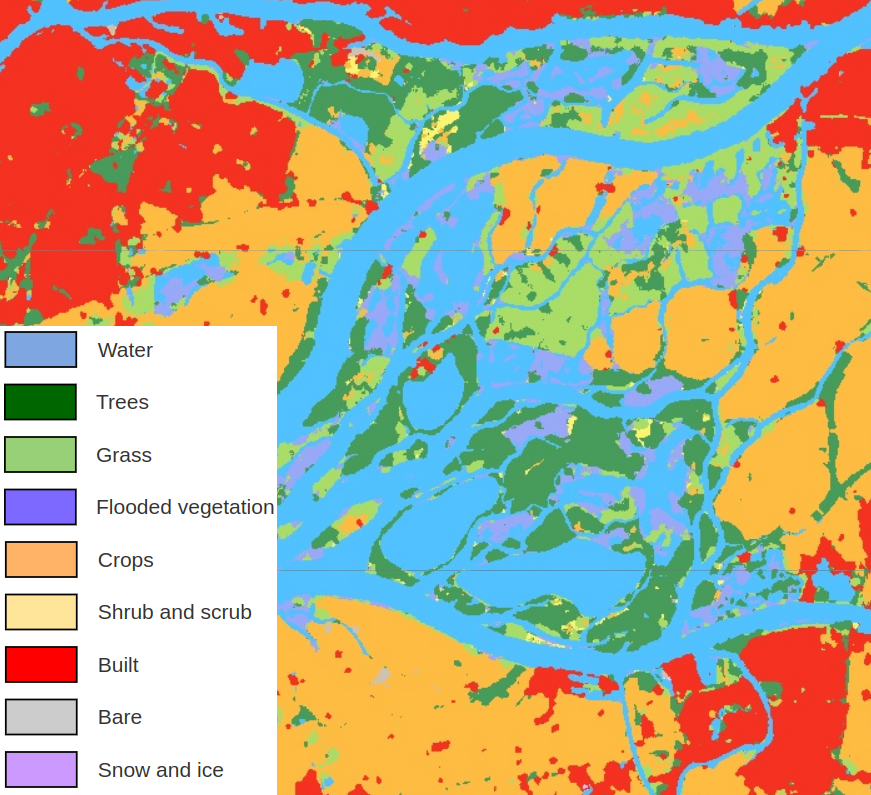 Water
Trees
Grass
Flooded vegetation
Crops
Shrub and scrub
Built
Bare
Snow and ice